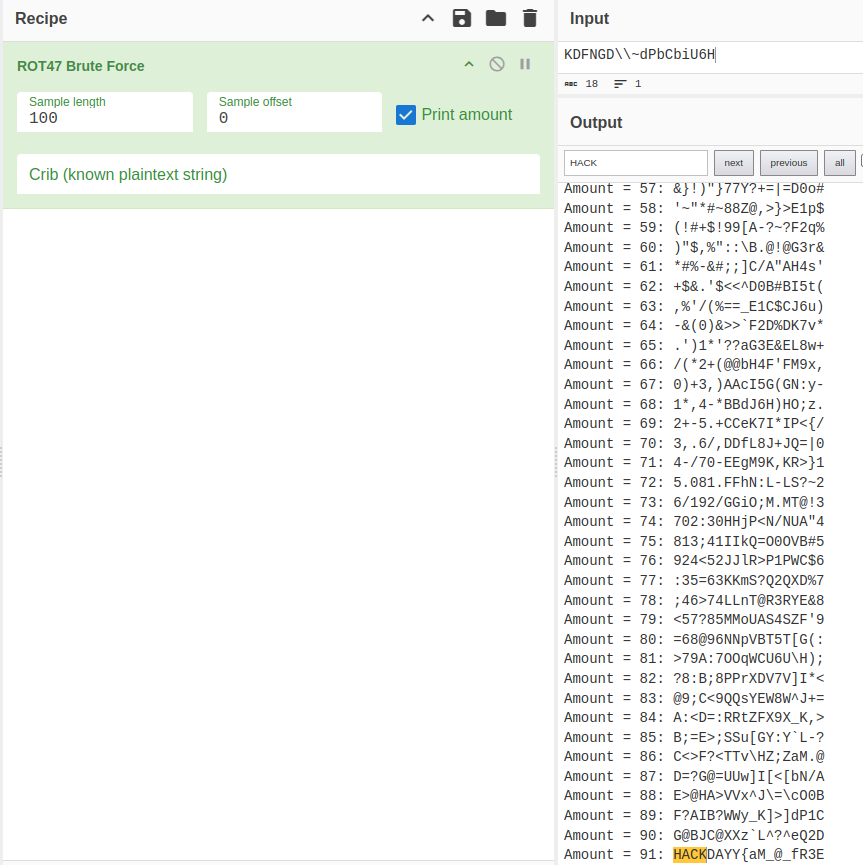 Recipe
ROT47 Brute Force
Sample length
100
Sample offset
0
Print amount
Crib (known plaintext string)
Input
KDFNGD\\~dPbCbiU6H
ABC 18 1
Output
HACK
next
previous
all
Amount = 57: &}!)"}77Y?+=|=D0o#
Amount = 58: '~"*#~88Z@,>}>E1p$
Amount = 59: (!#+$!99[A-?~?F2q%
Amount = 60: )"$,%"::\B.@!@G3r&
Amount = 61: *#%-&#;;]C/A"AH4s'
Amount = 62: +$&.'$<<^D0B#BI5t(
Amount = 63: ,%'/(%==_E1C$CJ6u)
Amount = 64: -&(0)&>>`F2D%DK7v*
Amount = 65: .')1*'??aG3E&EL8w+
Amount = 66: /(*2+(@@bH4F'FM9x,
Amount = 67: 0)+3,)AAcI5G(GN:y-
Amount = 68: 1*,4-*BBdJ6H)HO;z.
Amount = 69: 2+-5.+CCeK7I*IP<{/
Amount = 70: 3,.6/,DDfL8J+JQ=|0
Amount = 71: 4-/70-EEgM9K,KR>}1
Amount = 72: 5.081.FFhN:L-LS?~2
Amount = 73: 6/192/GGiO;M.MT@!3
Amount = 74: 702:30HHjP<N/NUA"4
Amount = 75: 813;41IIkQ=O0OVB#5
Amount = 76: 924<52JJlR>P1PWC$6
Amount = 77: :35=63KKmS?Q2QXD%7
Amount = 78: ;46>74LLnT@R3RYE&8
Amount = 79: <57?85MMoUAS4SZF'9
Amount = 80: =68@96NNpVBT5T[G(:
Amount = 81: >79A:7OOqWCU6U\H);
Amount = 82: ?8:B;8PPrXDV7V]I*<
Amount = 83: @9;C<9QQsYEW8W^J+=
Amount = 84: A:<D=:RRtZFX9X_K,>
Amount = 85: B;=E>;SSu[GY:Y`L-?
Amount = 86: C<>F?<TTv\HZ;ZaM.@
Amount = 87: D=?G@=UUw]I[<[bN/A
Amount = 88: E>@HA>VVx^J\=\cO0B
Amount = 89: F?AIB?WWy_K]>]dP1C
Amount = 90: G@BJC@XXz`L^?^eQ2D
Amount = 91: HACKDAYY{aM_@_fR3E